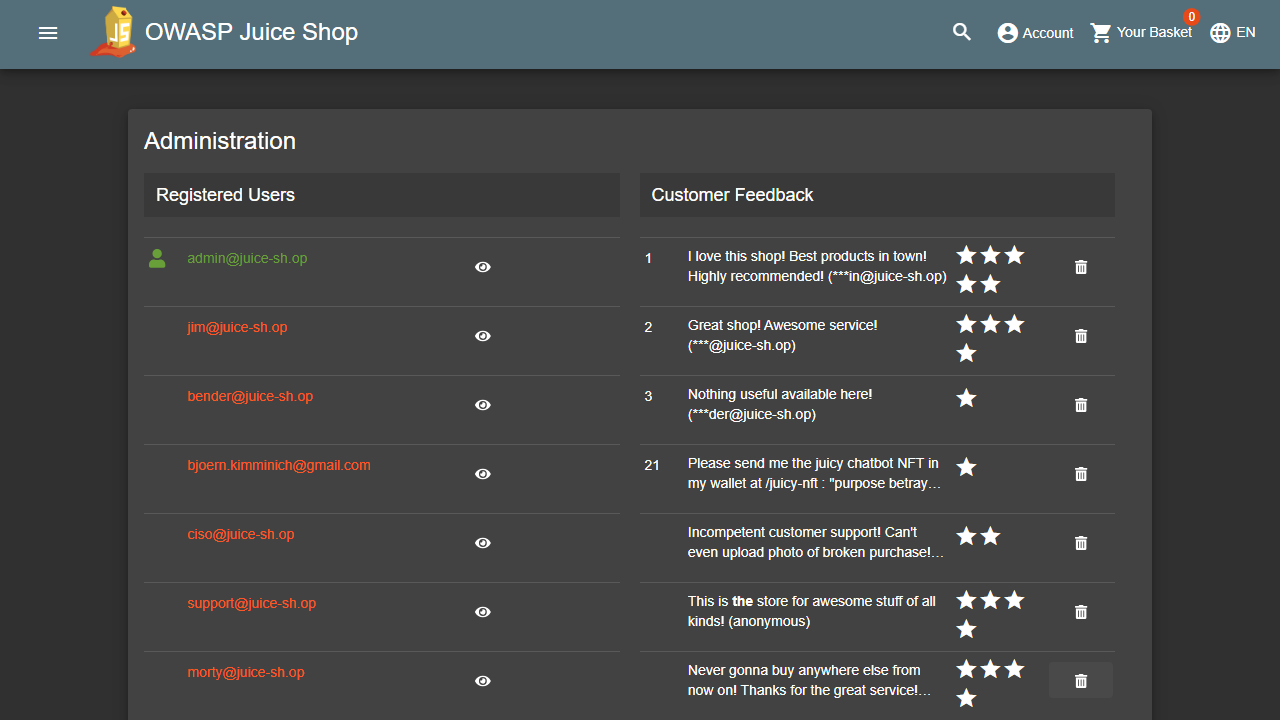 OWASP Juice Shop
Account
Your Basket
0
EN
Administration
Registered Users
Customer Feedback
admin@juice-sh.op
1
I love this shop! Best products in town!
Highly recommended! (***in@juice-sh.op)
jim@juice-sh.op
2
Great shop! Awesome service!
(***@juice-sh.op)
bender@juice-sh.op
3
Nothing useful available here!
(***der@juice-sh.op)
bjoern.kimminich@gmail.com
21
Please send me the juicy chatbot NFT in
my wallet at /juicy-nft : "purpose betray…
ciso@juice-sh.op
Incompetent customer support! Can't
even upload photo of broken purchase!…
support@juice-sh.op
This is the store for awesome stuff of all
kinds! (anonymous)
morty@juice-sh.op
Never gonna buy anywhere else from
now on! Thanks for the great service!…